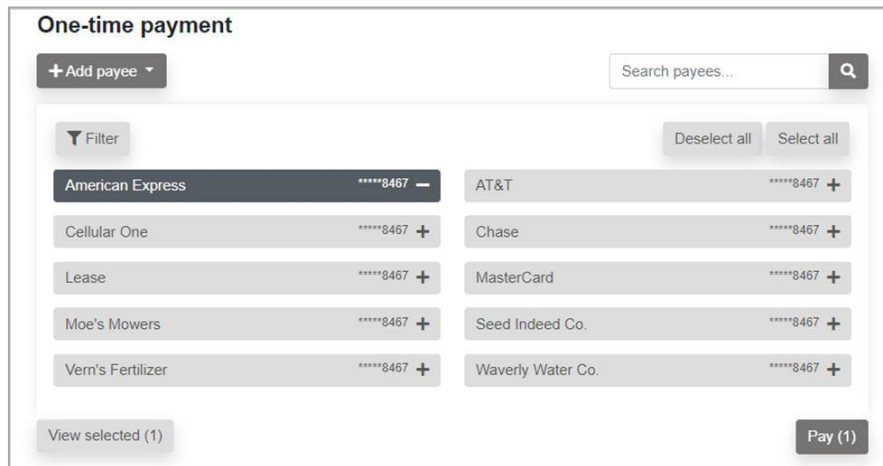 One-time payment
+ Add payee
Search payees...
Filter
Deselect all Select all
American Express *****8467 −
AT&T *****8467 +
Cellular One *****8467 +
Chase *****8467 +
Lease *****8467 +
MasterCard *****8467 +
Moe's Mowers *****8467 +
Seed Indeed Co. *****8467 +
Vern's Fertilizer *****8467 +
Waverly Water Co. *****8467 +
View selected (1)
Pay (1)